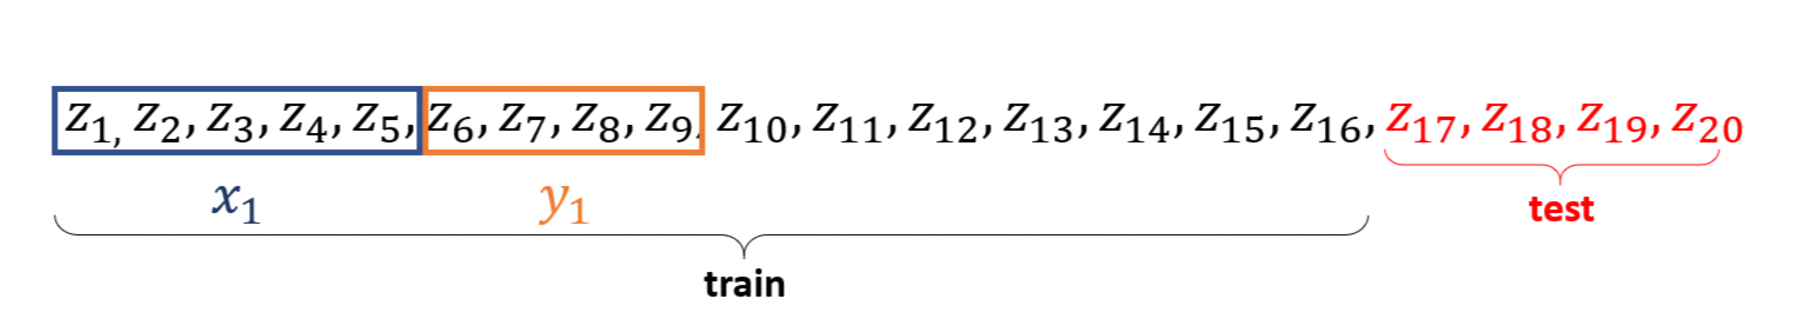 z₁, z₂, z₃, z₄, z₅, z₆, z₇, z₈, z₉, z₁₀, z₁₁, z₁₂, z₁₃, z₁₄, z₁₅, z₁₆, z₁₇, z₁₈, z₁₉, z₂₀
x₁ y₁ test
train